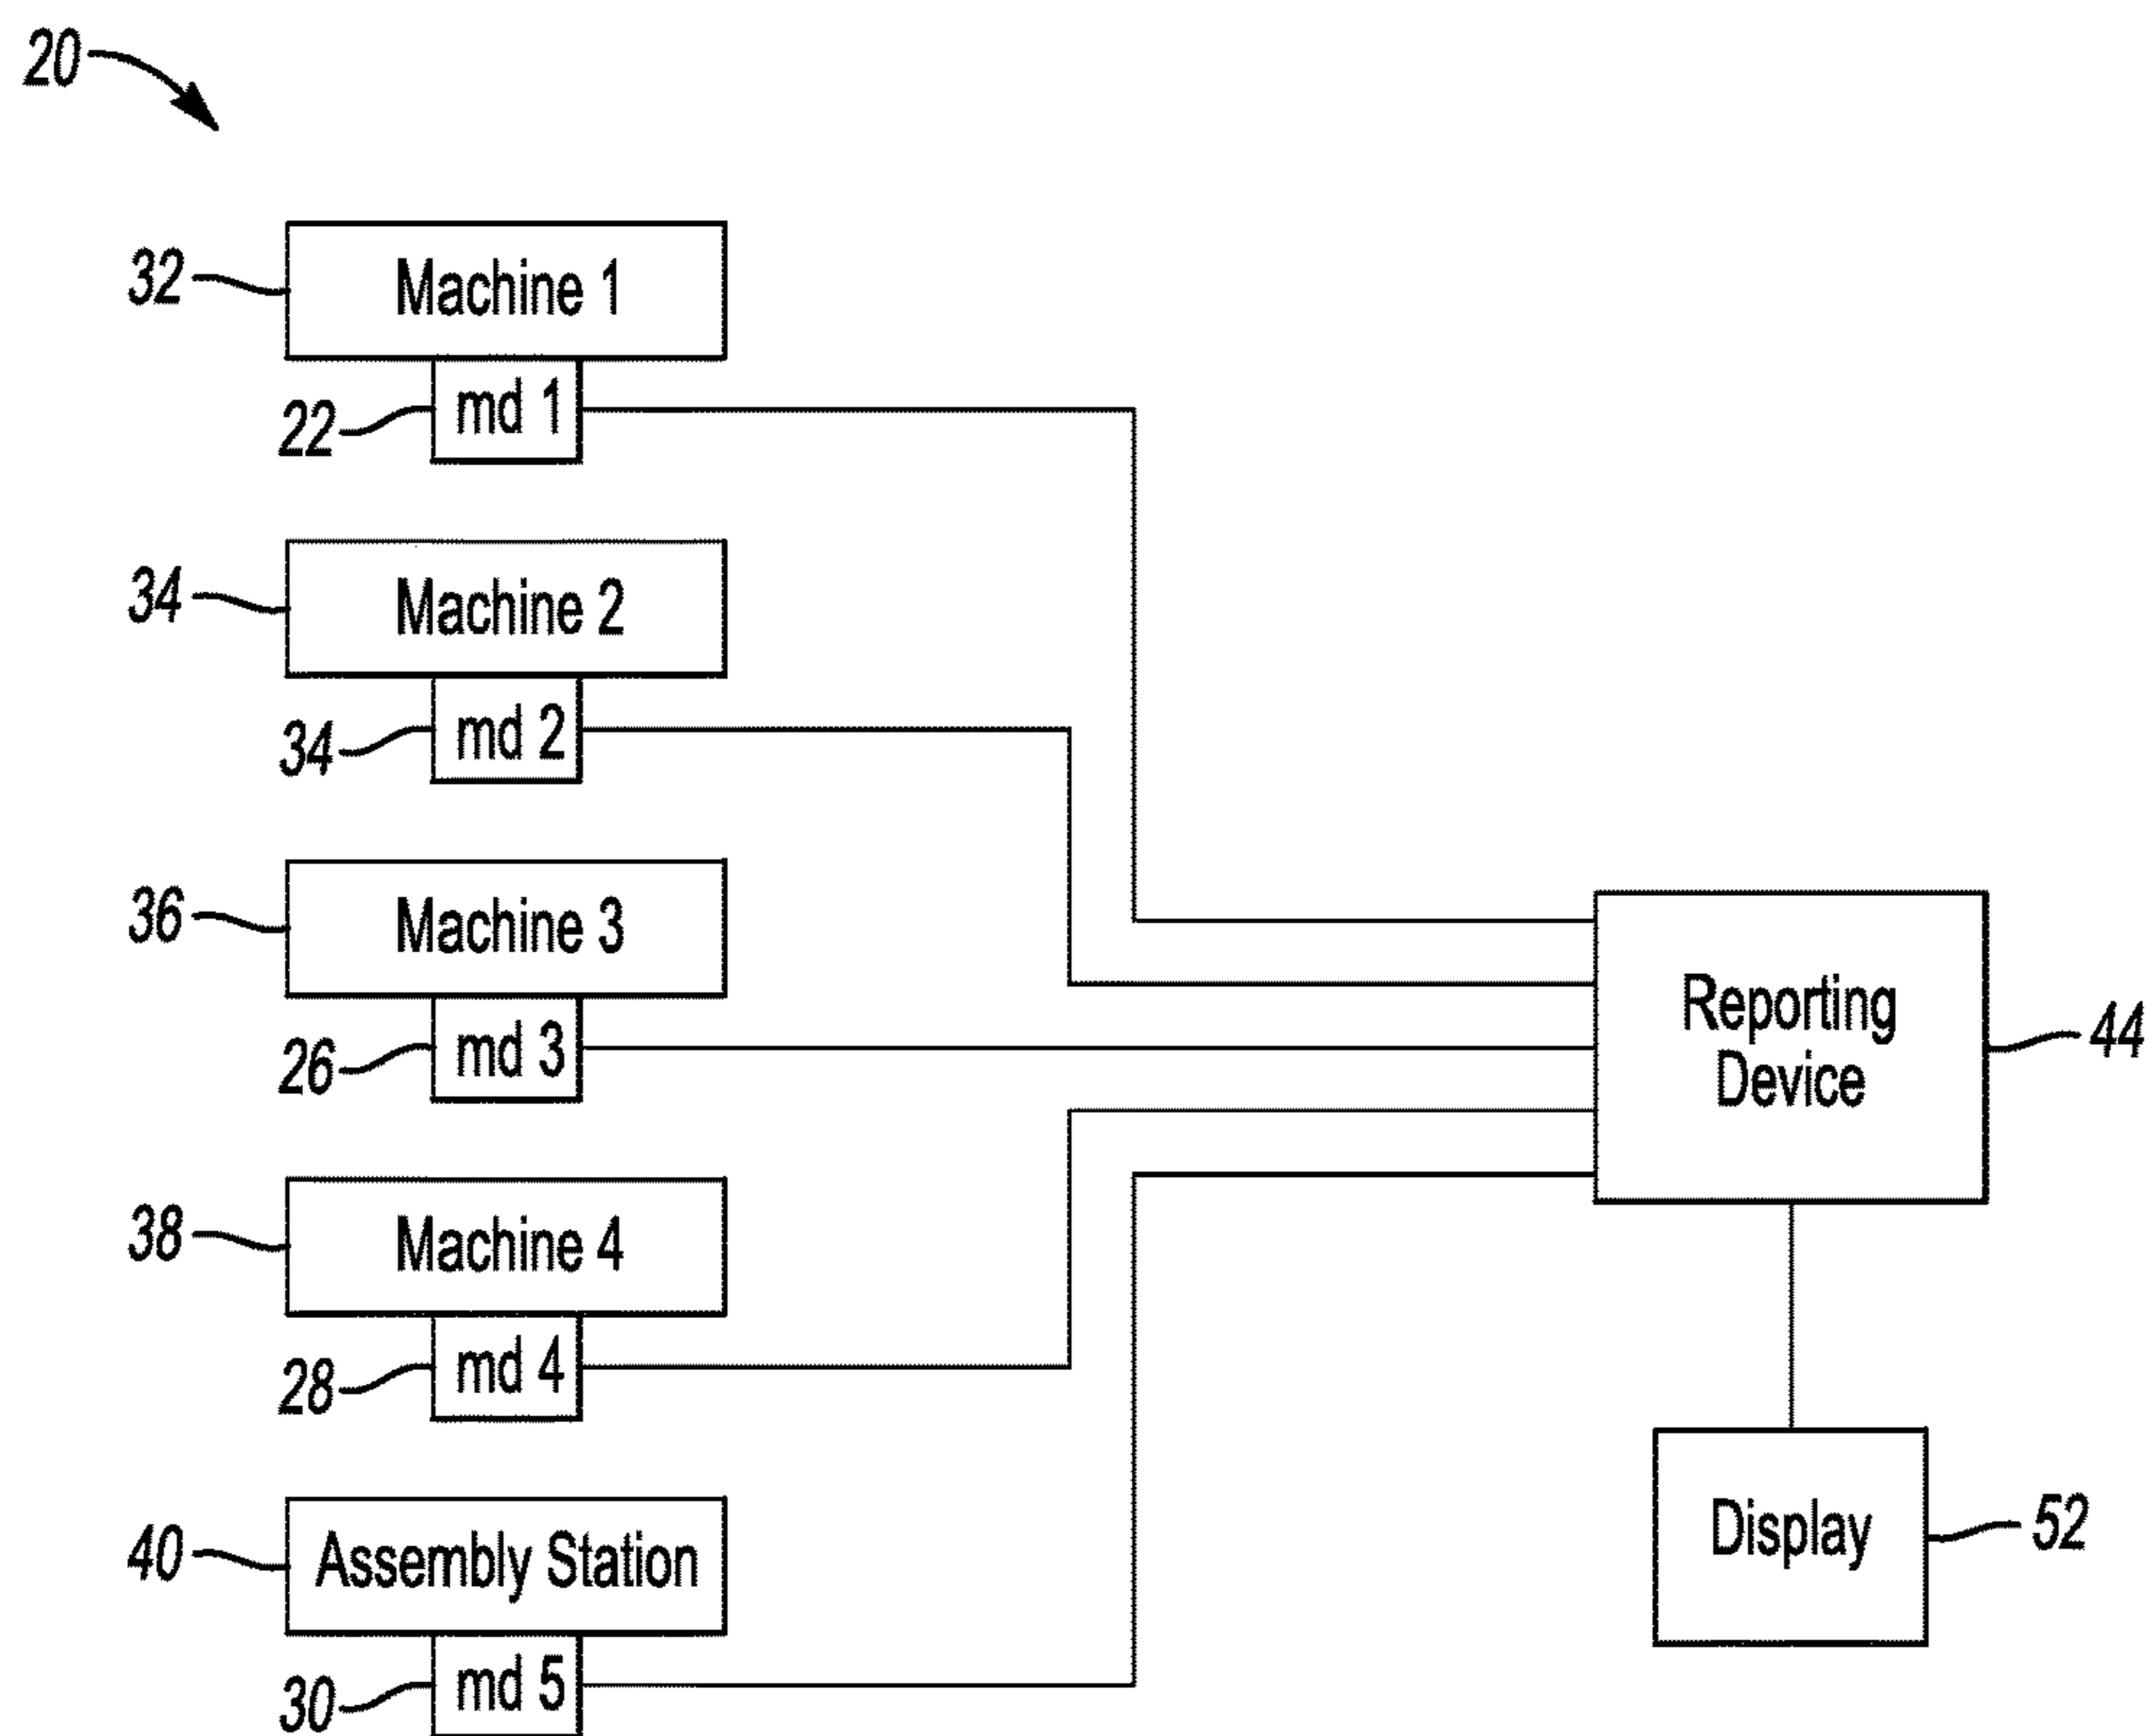 20
32
Machine 1
22
md 1
34
Machine 2
34
md 2
36
Machine 3
26
md 3
Reporting
Device
44
38
Machine 4
28
md 4
40
Assembly Station
30
md 5
Display
52